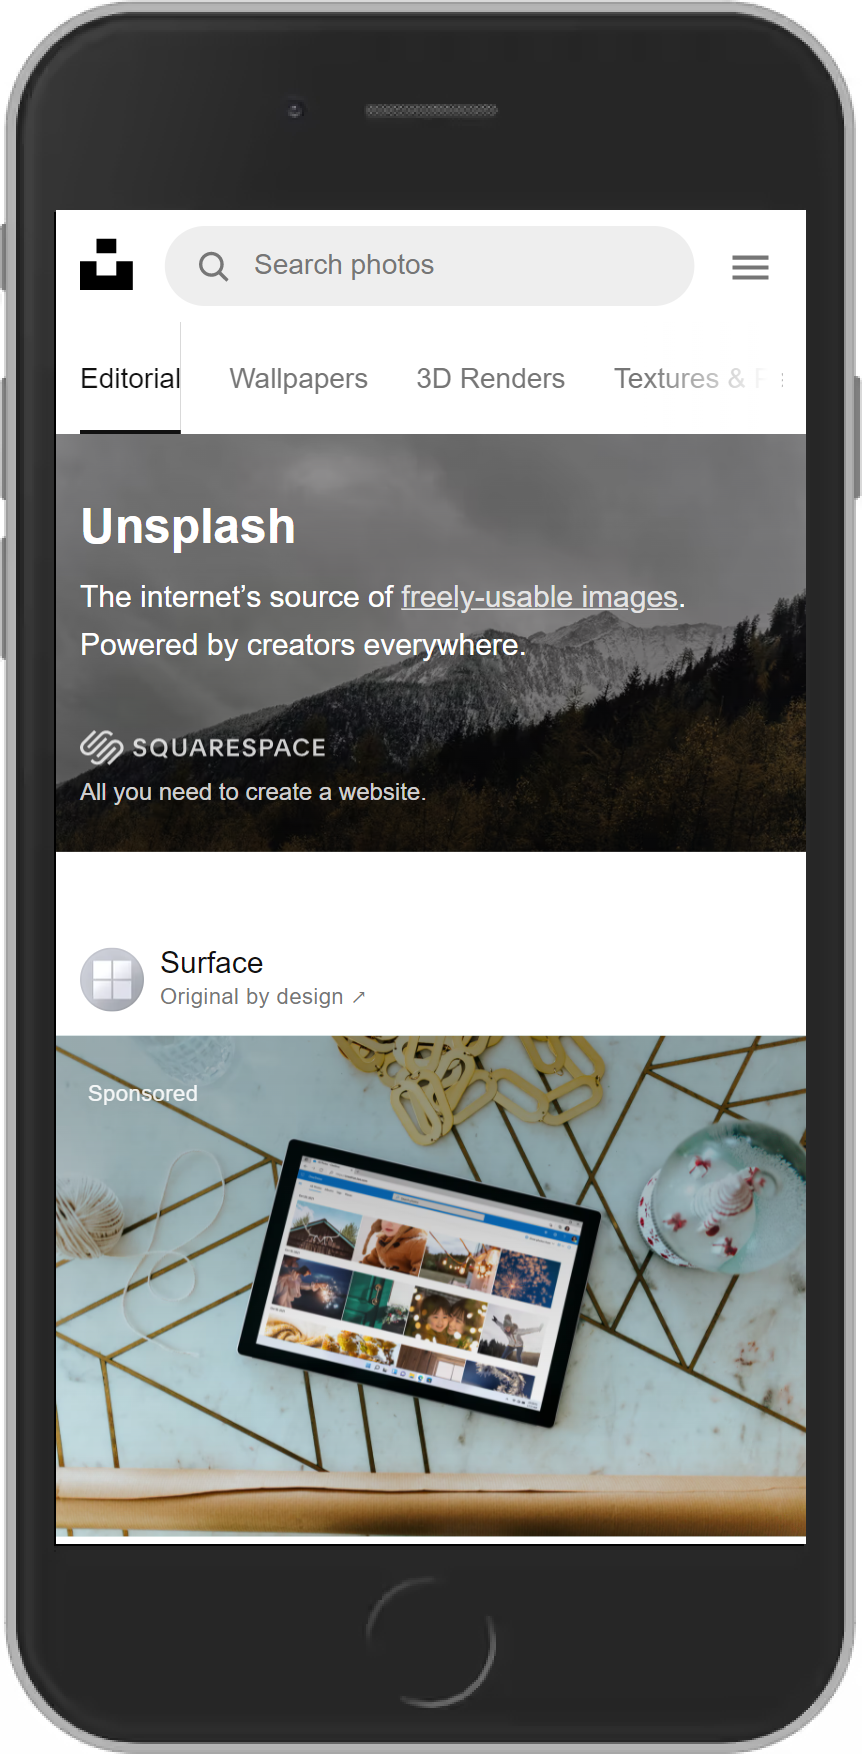 Search photos
Editorial Wallpapers 3D Renders Textures &
Unsplash
The internet’s source of freely-usable images.
Powered by creators everywhere.
SQUARESPACE
All you need to create a website.
Surface
Original by design ↗
Sponsored